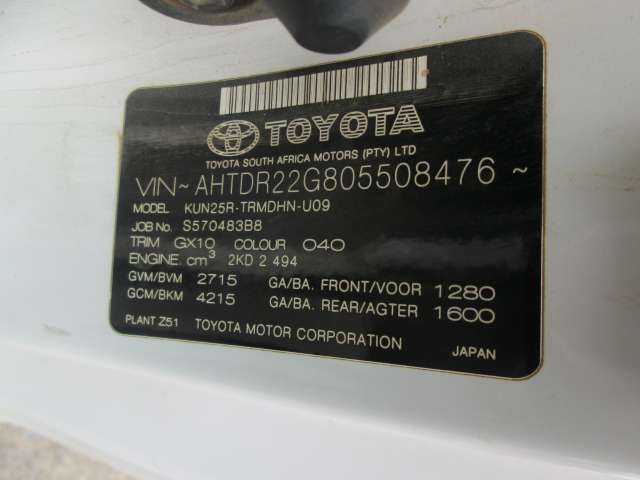 TOYOTA
TOYOTA SOUTH AFRICA MOTORS (PTY) LTD
VIN~ AHTDR22G805508476 ~
MODEL KUN25R-TRMDHN-U09
JOB No. S570483B8
TRIM GX10 COLOUR 040
ENGINE. cm³ 2KD 2 494
GVM/BVM 2715 GA/BA. FRONT/VOOR 1280
GCM/BKM 4215 GA/BA. REAR/AGTER 1600
PLANT Z51 TOYOTA MOTOR CORPORATION JAPAN